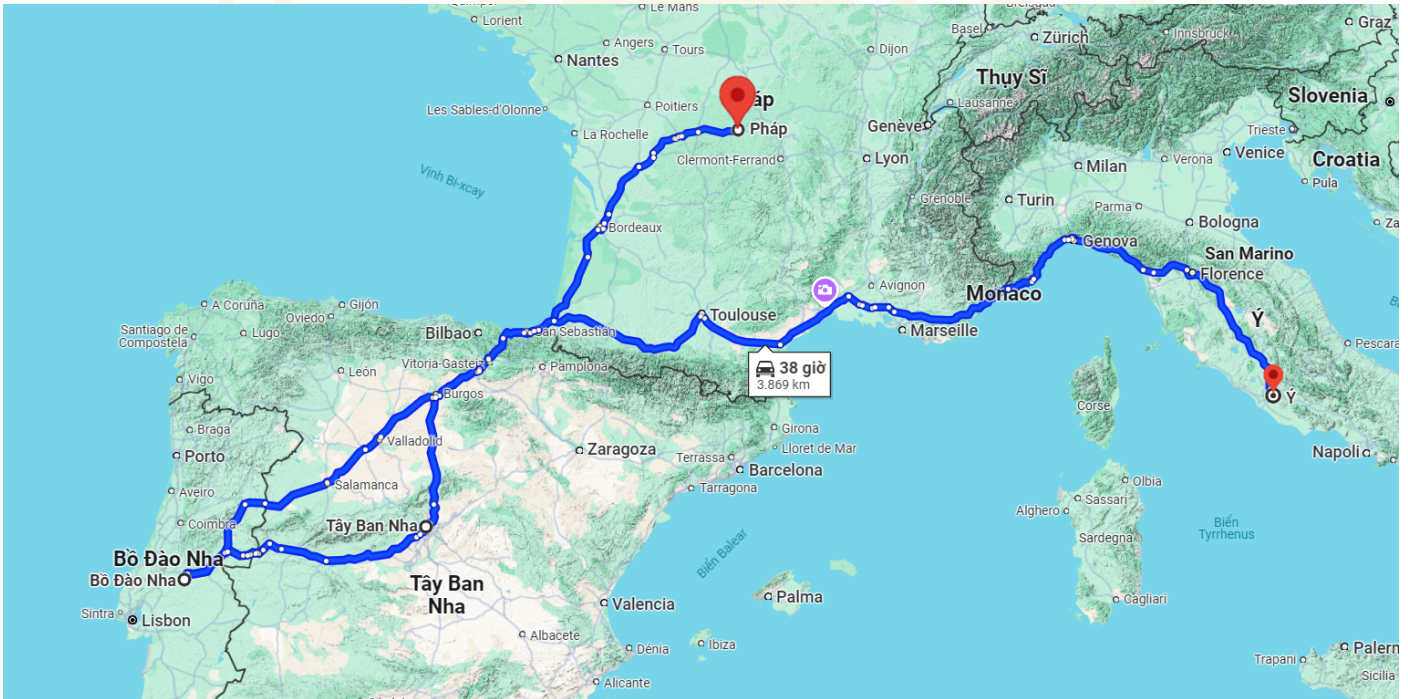 Quimper
Lorient
Le Mans
Angers
Tours
Nantes
Dijon
Basel
Zürich
Innsbruck
Graz
Thụy Sĩ
Lausanne
Slovenia
Les Sables-d'Olonne
Poitiers
áp
Pháp
La Rochelle
Genève
Trieste
Clermont-Ferrand
Lyon
Milan
Verona
Venice
Croatia
Vịnh Bi-xcay
Pula
Grenoble
Turin
Parma
Bordeaux
Bologna
Za
Genova
San Marino
Florence
Avignon
Monaco
A Coruña
Gijón
Oviedo
Santiago de
Compostela
Lugo
Bilbao
San Sebastián
Toulouse
Marseille
Ý
Pescara
Vitoria-Gasteiz
Pamplona
León
38 giờ
3.869 km
Vigo
Burgos
Corse
Ý
Braga
Valladolid
Girona
Porto
Zaragoza
Terrassa
Lloret de Mar
Napoli
Barcelona
Salamanca
Tarragona
Olbia
Aveiro
Sassari
Alghero
Coimbra
Tây Ban Nha
Biển
Tyrrhenus
Sardegna
Biển Balear
Bồ Đào Nha
Bồ Đào Nha
Tây Ban
Nha
Palma
Cagliari
Sintra
Lisbon
Valencia
Albacete
Dénia
Ibiza
Palerm
Trapani
Sicilia
Alicante